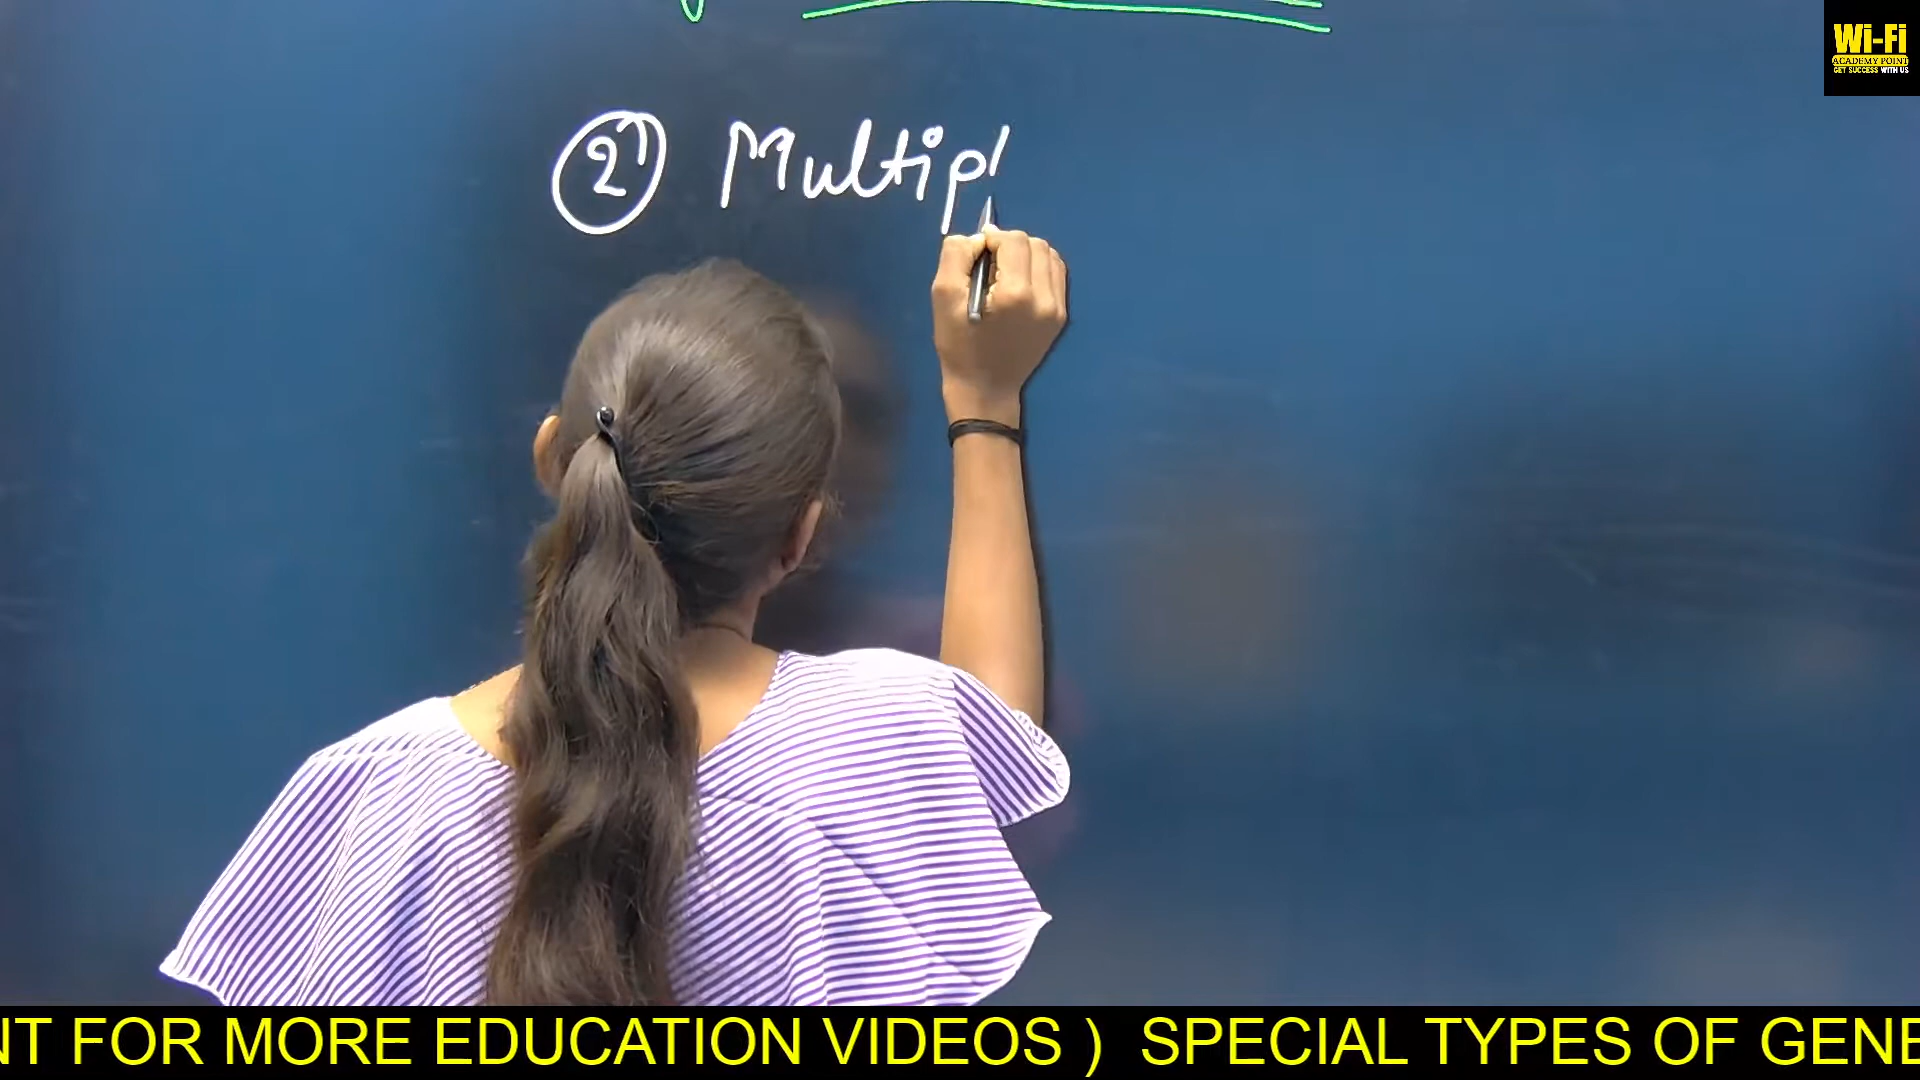 Wi-Fi
ACADEMY POINT
GET SUCCESS WITH US
② Multipl
NT FOR MORE EDUCATION VIDEOS ) SPECIAL TYPES OF GENE